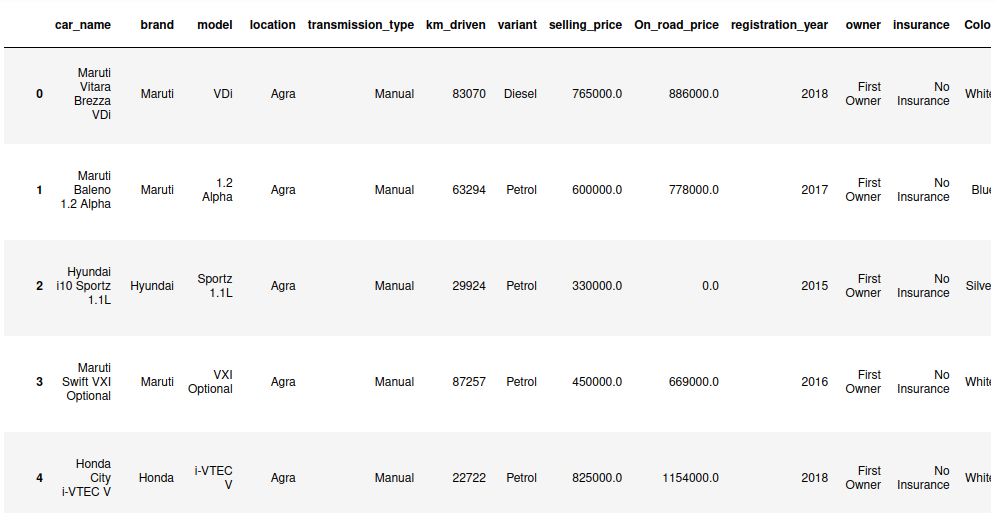 car_name brand model location transmission_type km_driven variant selling_price On_road_price registration_year owner insurance Colo
0 Maruti Vitara Brezza VDi Maruti VDi Agra Manual 83070 Diesel 765000.0 886000.0 2018 First Owner No Insurance White
1 Maruti Baleno 1.2 Alpha Maruti 1.2 Alpha Agra Manual 63294 Petrol 600000.0 778000.0 2017 First Owner No Insurance Blue
2 Hyundai i10 Sportz 1.1L Hyundai Sportz 1.1L Agra Manual 29924 Petrol 330000.0 0.0 2015 First Owner No Insurance Silve
3 Maruti Swift VXI Optional Maruti VXI Optional Agra Manual 87257 Petrol 450000.0 669000.0 2016 First Owner No Insurance White
4 Honda City i-VTEC V Honda i-VTEC V Agra Manual 22722 Petrol 825000.0 1154000.0 2018 First Owner No Insurance White